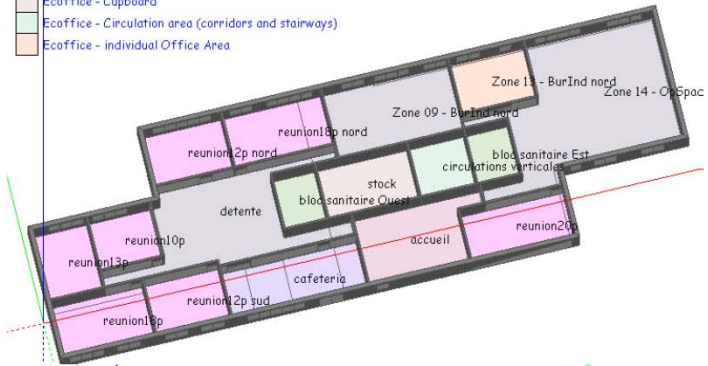 Ecoffice - Cupboard
Ecoffice - Circulation area (corridors and stairways)
Ecoffice - individual Office Area
Zone 13 - BurInd nord
Zone 14 - OpSpac
Zone 09 - BurInd nord
reunion18p nord
reunion12p nord
bloc sanitaire Est
circulations verticales
stock
bloc sanitaire Ouest
detente
reunion20p
accueil
reunion10p
reunion13p
cafeteria
reunion12p sud
reunion18p